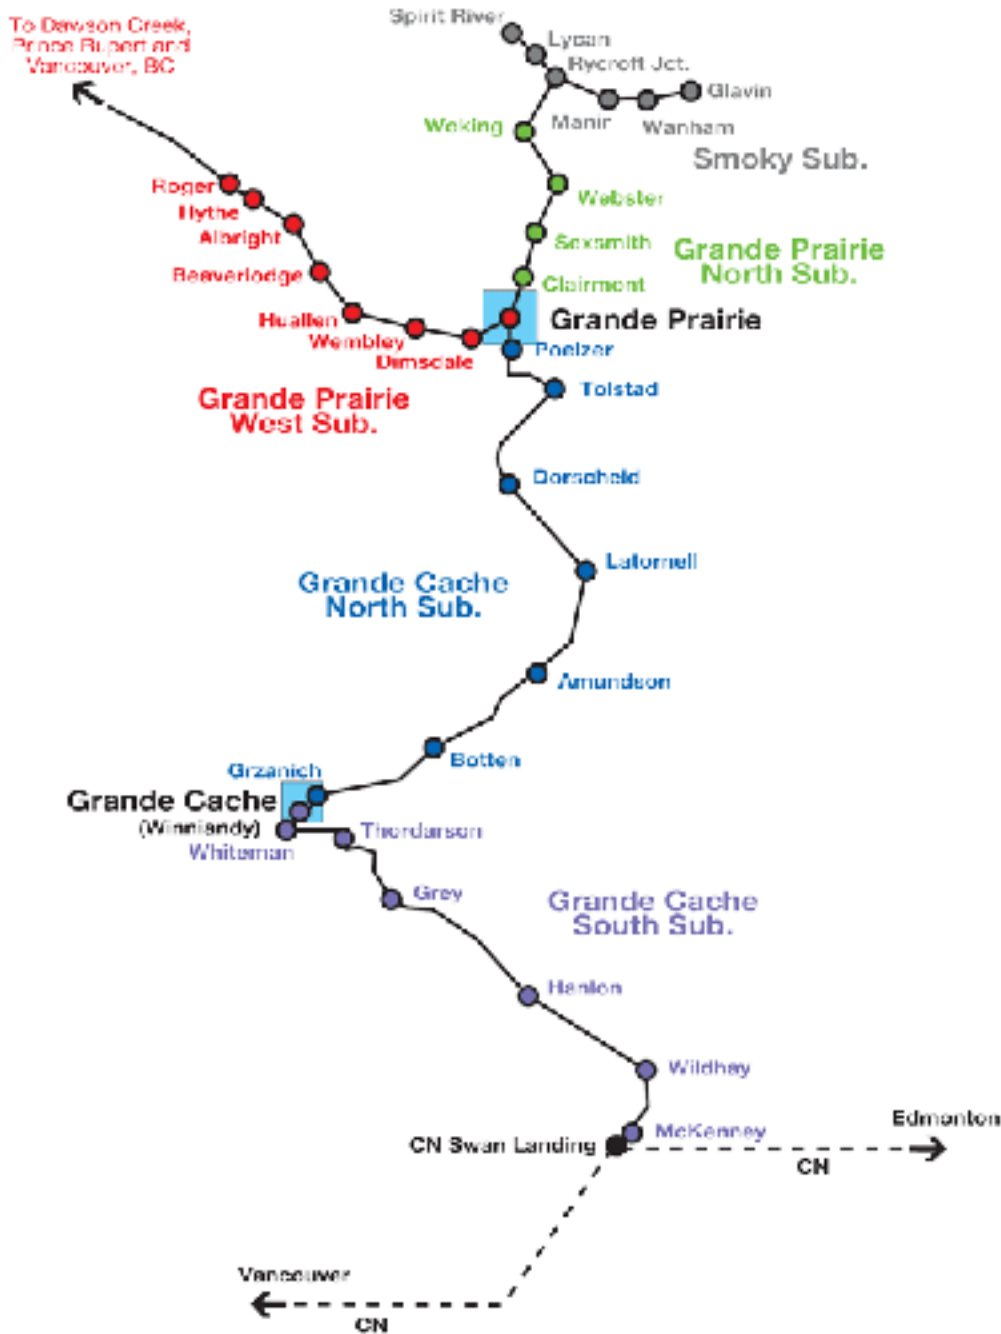 To Dawson Creek,
Prince Rupert and
Vancouver, BC
Spirit River
Lycan
Rycroft Jct.
Glavin
Manir
Wanham
Smoky Sub.
Woking
Webster
Sexsmith
Clairmont
Grande Prairie
North Sub.
Roger
Hythe
Albright
Beaverlodge
Huallen
Wembley
Dimsdale
Grande Prairie
Poelzer
Tolstad
Grande Prairie
West Sub.
Dorscheid
Latornell
Grande Cache
North Sub.
Amundson
Botten
Grzanich
Grande Cache
(Winniandy)
Whiteman
Thordarson
Grey
Grande Cache
South Sub.
Hanlon
Wildhay
McKenney
CN Swan Landing
Edmonton
CN
Vancouver
CN